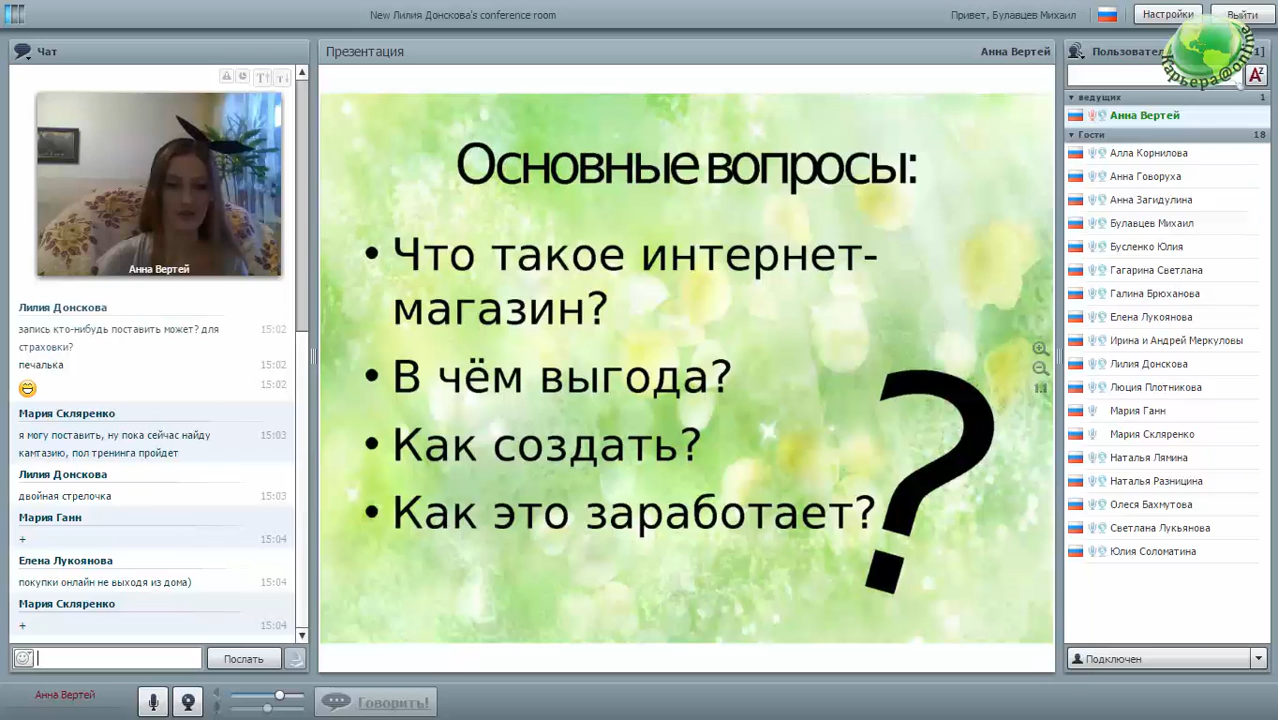 New Лилия Донскова's conference room
Привет, Булавцев Михаил
Настройки
Выйти
Чат
Анна Вертей
Лилия Донскова
запись кто-нибудь поставить может? для 15:02
страховки?
печалька 15:02
15:02
Мария Скляренко
я могу поставить, ну пока сейчас найду 15:03
камтазию, пол тренинга пройдет
Лилия Донскова
двойная стрелочка 15:03
Мария Ганн
+ 15:04
Елена Лукоянова
покупки онлайн не выходя из дома) 15:04
Мария Скляренко
+ 15:04
Послать
Презентация
Анна Вертей
Основные вопросы:
• Что такое интернет-
магазин?
• В чём выгода?
• Как создать?
• Как это заработает?
?
1:1
Карьера@online
ведущих 1
Анна Вертей
Гости 18
Алла Корнилова
Анна Говоруха
Анна Загидулина
Булавцев Михаил
Бусленко Юлия
Гагарина Светлана
Галина Брюханова
Елена Лукоянова
Ирина и Андрей Меркуловы
Лилия Донскова
Люция Плотникова
Мария Ганн
Мария Скляренко
Наталья Лямина
Наталья Разницина
Олеся Бахмутова
Светлана Лукьянова
Юлия Соломатина
Подключен
Анна Вертей
Говорить!